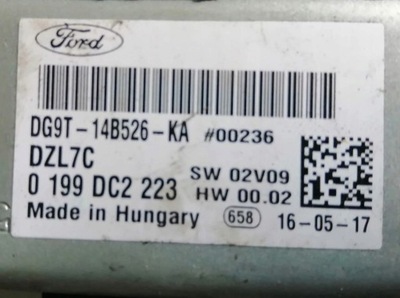 Ford
DG9T-14B526-KA #00236
DZL7C
SW 02V09
0 199 DC2 223 HW 00.02
Made in Hungary 658 16-05-17